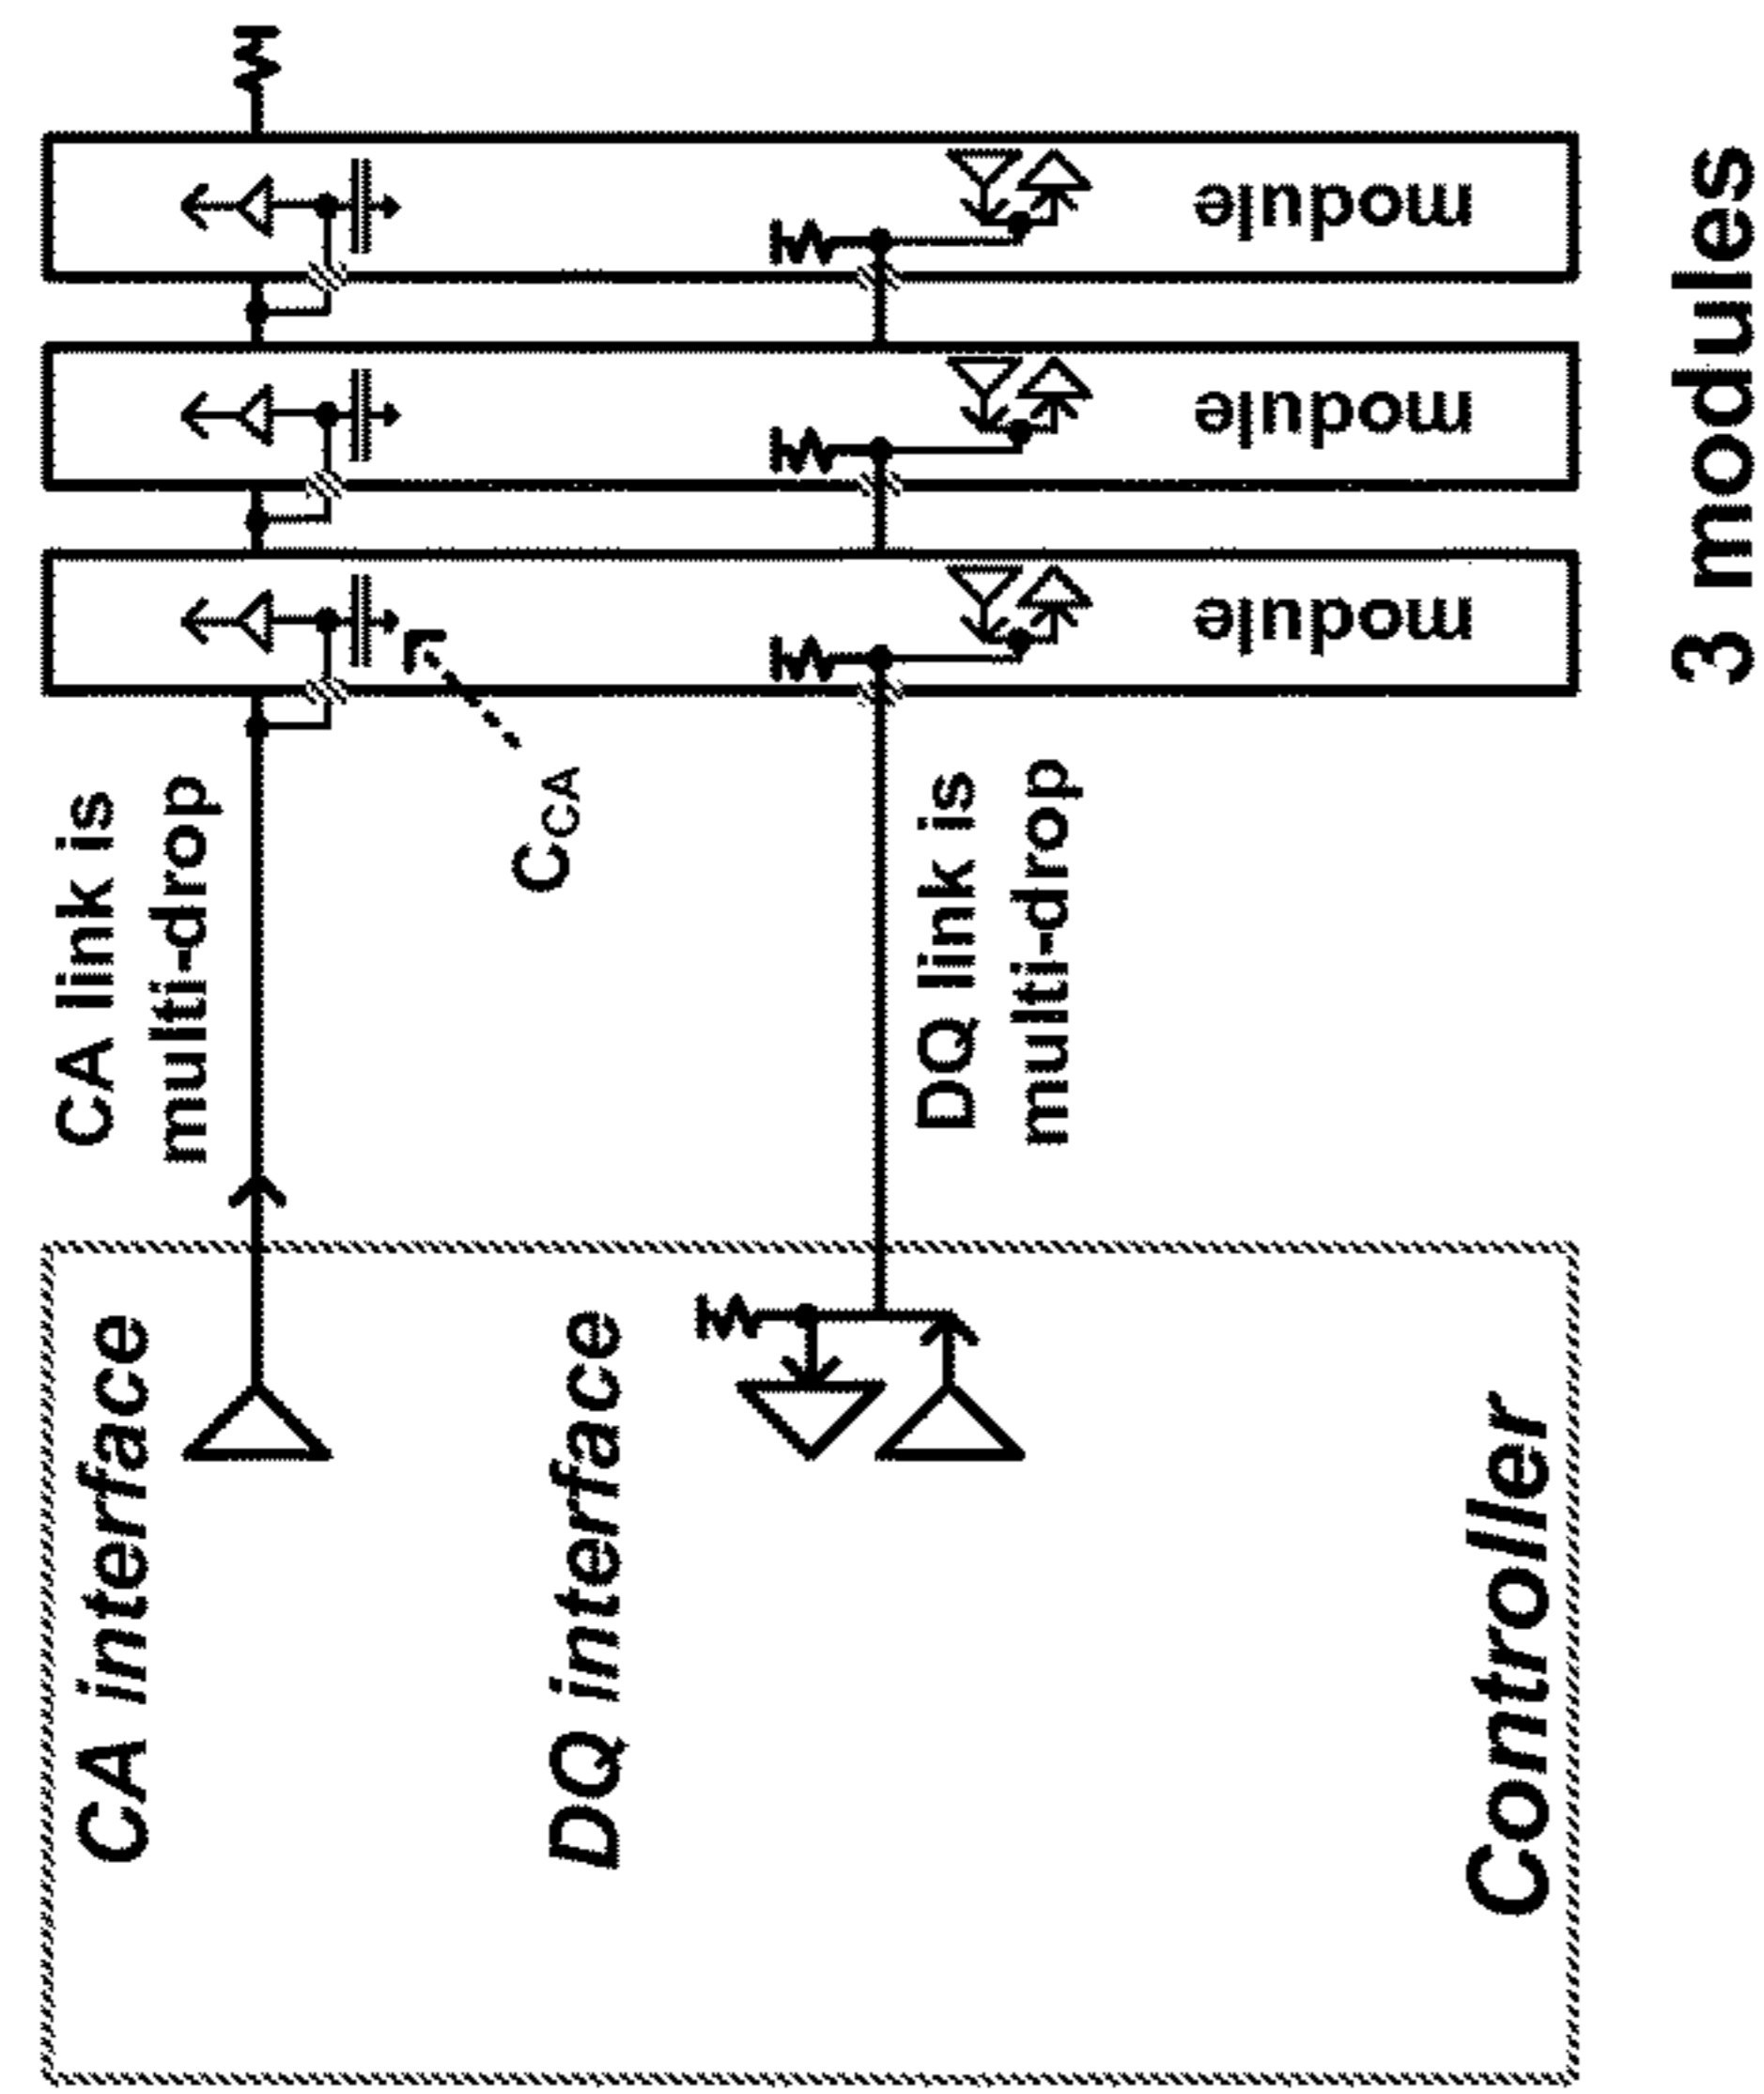 CA interface
CA link is
multi-drop
C_CA
DQ interface
DQ link is
multi-drop
module
module
module
Controller
3 modules